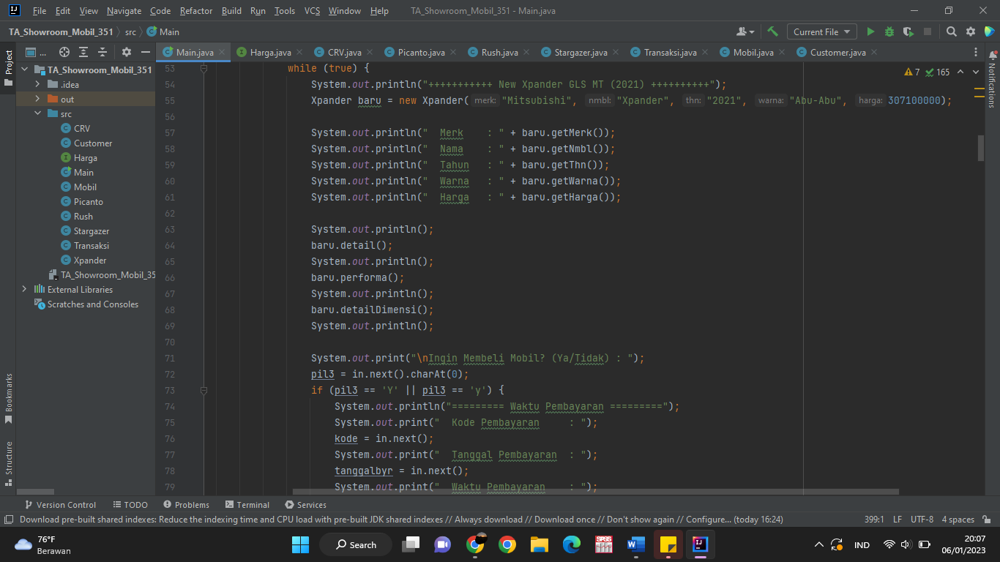 File Edit View Navigate Code Refactor Build Run Tools VCS Window Help TA_Showroom_Mobil_351 - Main.java
TA_Showroom_Mobil_351 src Main Current File
Project ... Main.java Harga.java CRV.java Picanto.java Rush.java Stargazer.java Transaksi.java Mobil.java Customer.java
TA_Showroom_Mobil_351
.idea
out
src
CRV
Customer
Harga
Main
Mobil
Picanto
Rush
Stargazer
Transaksi
Xpander
TA_Showroom_Mobil_35
External Libraries
Scratches and Consoles
7 165
53 while (true) {
54 System.out.println("+++++++++++ New Xpander GLS MT (2021) ++++++++++");
55 Xpander baru = new Xpander( merk: "Mitsubishi", nmbl: "Xpander", thn: "2021", warna: "Abu-Abu", harga: 307100000);
56
57 System.out.println("  Merk    : " + baru.getMerk());
58 System.out.println("  Nama    : " + baru.getNmbl());
59 System.out.println("  Tahun   : " + baru.getThn());
60 System.out.println("  Warna   : " + baru.getWarna());
61 System.out.println("  Harga   : " + baru.getHarga());
62
63 System.out.println();
64 baru.detail();
65 System.out.println();
66 baru.performa();
67 System.out.println();
68 baru.detailDimensi();
69 System.out.println();
70
71 System.out.print("\nIngin Membeli Mobil? (Ya/Tidak) : ");
72 pil3 = in.next().charAt(0);
73 if (pil3 == 'Y' || pil3 == 'y') {
74 System.out.println("========= Waktu Pembayaran =========");
75 System.out.print("  Kode Pembayaran     : ");
76 kode = in.next();
77 System.out.print("  Tanggal Pembayaran  : ");
78 tanggalbyr = in.next();
79 System.out.print("  Waktu Pembayaran    : ");
Notifications
Bookmarks
Structure
Version Control TODO Problems Terminal Services
Download pre-built shared indexes: Reduce the indexing time and CPU load with pre-built JDK shared indexes // Always download // Download once // Don't show again // Configure... (today 16:24) 399:1 LF UTF-8 4 spaces
76°F
Berawan
Search
SPSS
IND
20:07
06/01/2023